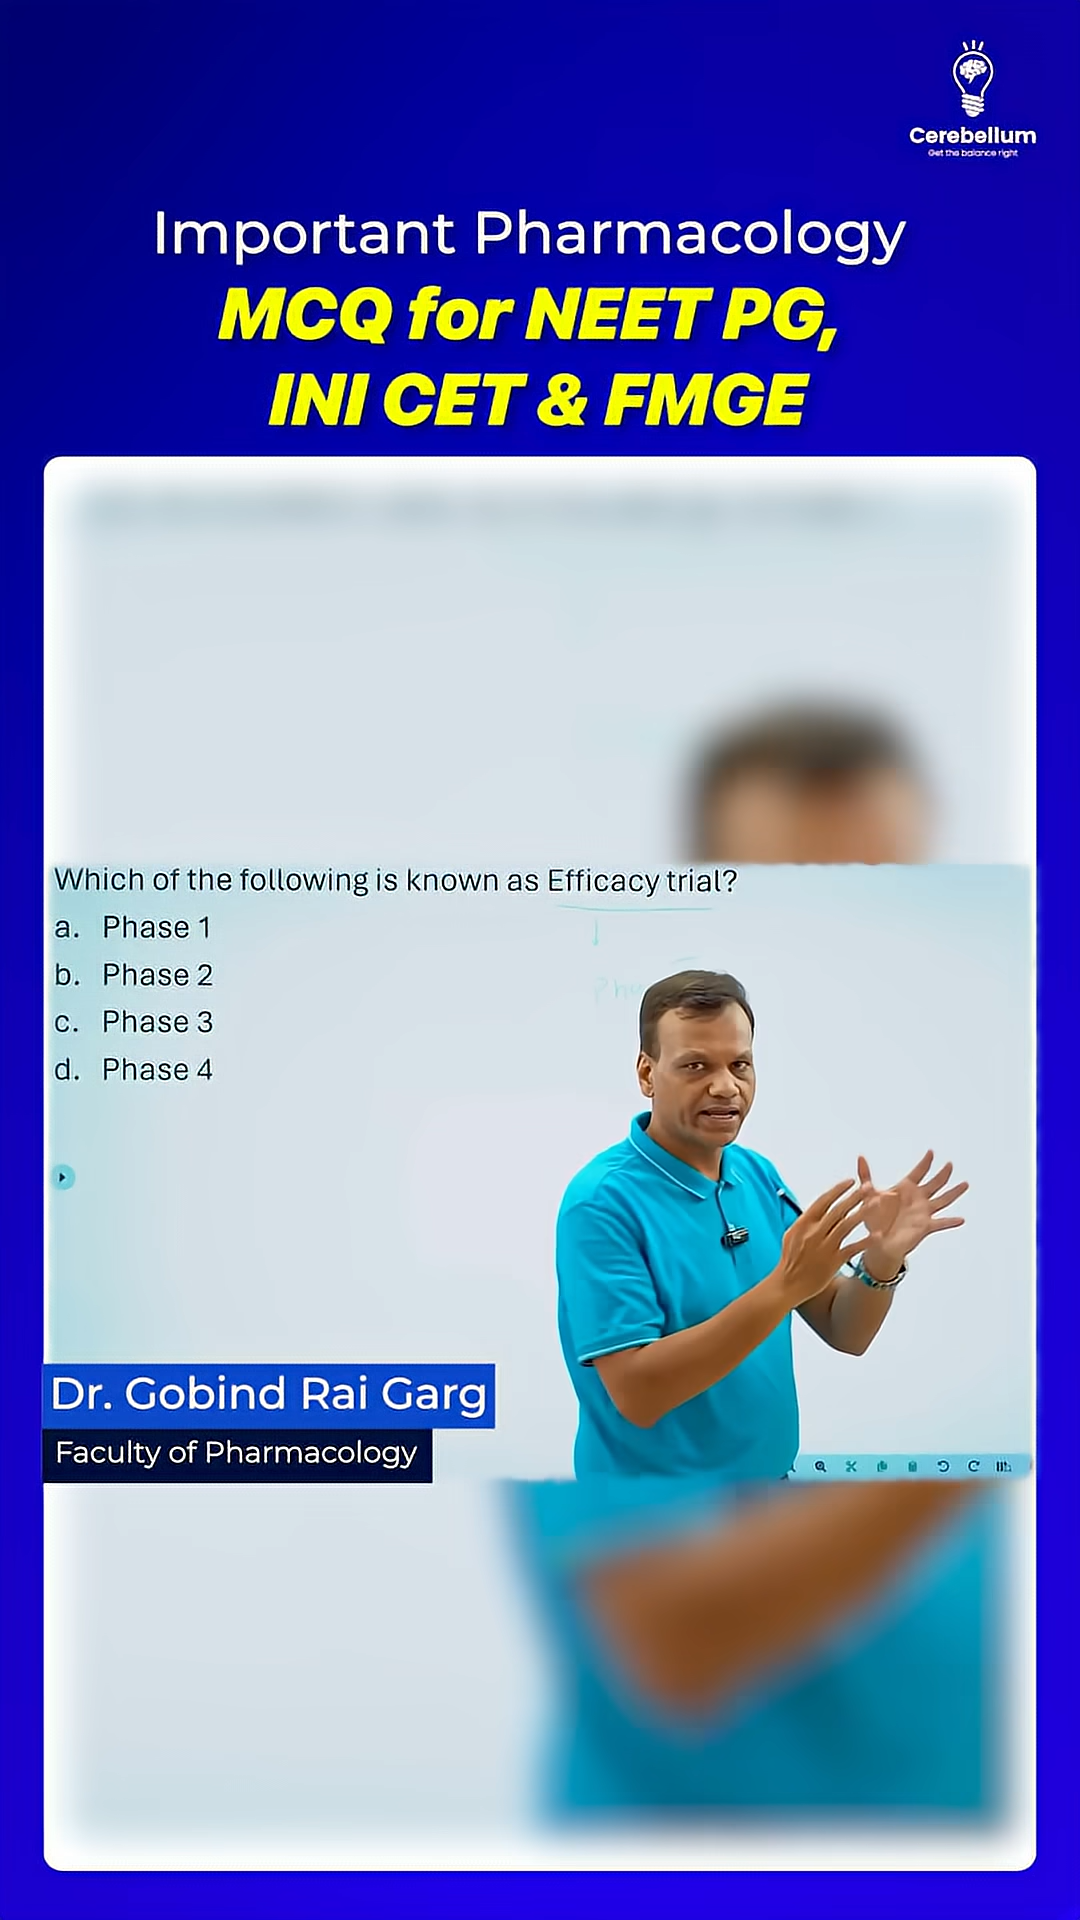 Cerebellum
Get the balance right
Important Pharmacology
MCQ for NEET PG,
INI CET & FMGE
Which of the following is known as Efficacy trial?
a. Phase 1
b. Phase 2
c. Phase 3
d. Phase 4
Dr. Gobind Rai Garg
Faculty of Pharmacology